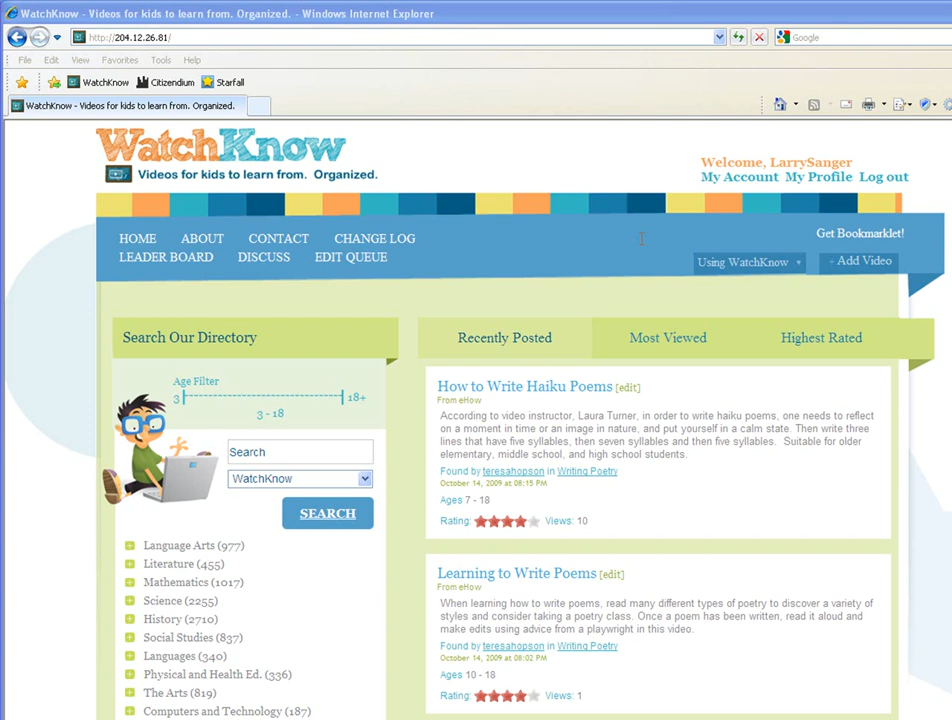 WatchKnow - Videos for kids to learn from. Organized. - Windows Internet Explorer
http://204.12.26.81/
Google
File Edit View Favorites Tools Help
WatchKnow Citizendium Starfall
WatchKnow - Videos for kids to learn from. Organized.
WatchKnow
Videos for kids to learn from. Organized.
Welcome, LarrySanger
My Account My Profile Log out
HOME ABOUT CONTACT CHANGE LOG
LEADER BOARD DISCUSS EDIT QUEUE
Get Bookmarklet!
Using WatchKnow + Add Video
Search Our Directory
Age Filter
3 18+
3 - 18
Search
WatchKnow
SEARCH
Language Arts (977)
Literature (455)
Mathematics (1017)
Science (2255)
History (2710)
Social Studies (837)
Languages (340)
Physical and Health Ed. (336)
The Arts (819)
Computers and Technology (187)
Recently Posted Most Viewed Highest Rated
How to Write Haiku Poems [edit]
From eHow
According to video instructor, Laura Turner, in order to write haiku poems, one needs to reflect
on a moment in time or an image in nature, and put yourself in a calm state. Then write three
lines that have five syllables, then seven syllables and then five syllables. Suitable for older
elementary, middle school, and high school students.
Found by teresahopson in Writing Poetry
October 14, 2009 at 08:15 PM
Ages 7 - 18
Rating: Views: 10
Learning to Write Poems [edit]
From eHow
When learning how to write poems, read many different types of poetry to discover a variety of
styles and consider taking a poetry class. Once a poem has been written, read it aloud and
make edits using advice from a playwright in this video.
Found by teresahopson in Writing Poetry
October 14, 2009 at 08:02 PM
Ages 10 - 18
Rating: Views: 1